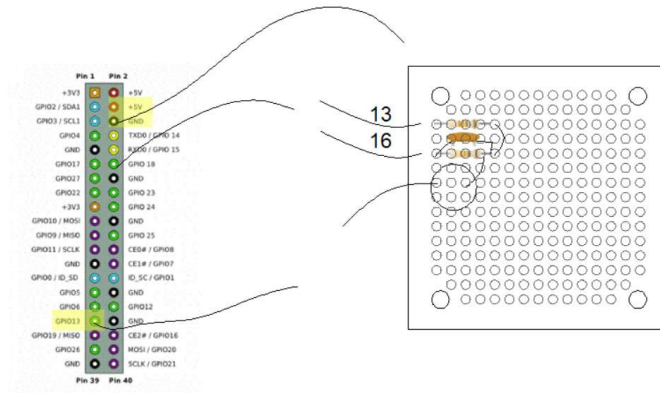 Pin 1 Pin 2
+3V3 +5V
GPIO2 / SDA1 +5V
GPIO3 / SCL1 GND
GPIO4 TXD0 / GPIO 14
GND RXD0 / GPIO 15
GPIO17 GPIO 18
GPIO27 GND
GPIO22 GPIO 23
+3V3 GPIO 24
GPIO10 / MOSI GND
GPIO9 / MISO GPIO 25
GPIO11 / SCLK CE0# / GPIO8
GND CE1# / GPIO7
GPIO0 / ID_SD ID_SC / GPIO1
GPIO5 GND
GPIO6 GPIO12
GPIO13 GND
GPIO19 / MISO CE2# / GPIO16
GPIO26 MOSI / GPIO20
GND SCLK / GPIO21
Pin 39 Pin 40
13
16